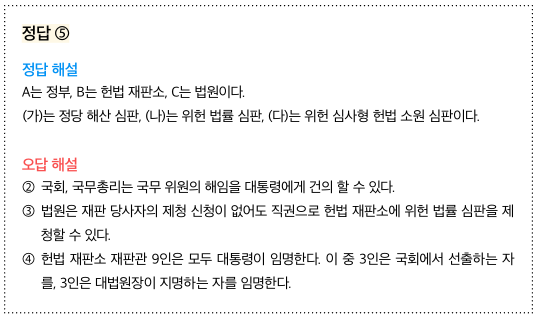 정답 ⑤
정답 해설
A는 정부, B는 헌법 재판소, C는 법원이다.
(가)는 정당 해산 심판, (나)는 위헌 법률 심판, (다)는 위헌 심사형 헌법 소원 심판이다.
오답 해설
② 국회, 국무총리는 국무 위원의 해임을 대통령에게 건의 할 수 있다.
③ 법원은 재판 당사자의 제청 신청이 없어도 직권으로 헌법 재판소에 위헌 법률 심판을 제
청할 수 있다.
④ 헌법 재판소 재판관 9인은 모두 대통령이 임명한다. 이 중 3인은 국회에서 선출하는 자
를, 3인은 대법원장이 지명하는 자를 임명한다.